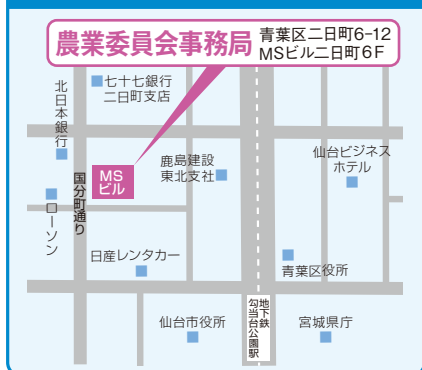 農業委員会事務局
青葉区二日町6-12
MSビル二日町6F
七十七銀行
二日町支店
北日本銀行
国分町通り
MS
ビル
鹿島建設
東北支社
仙台ビジネス
ホテル
ローソン
日産レンタカー
青葉区役所
地下鉄
勾当台公園駅
仙台市役所
宮城県庁